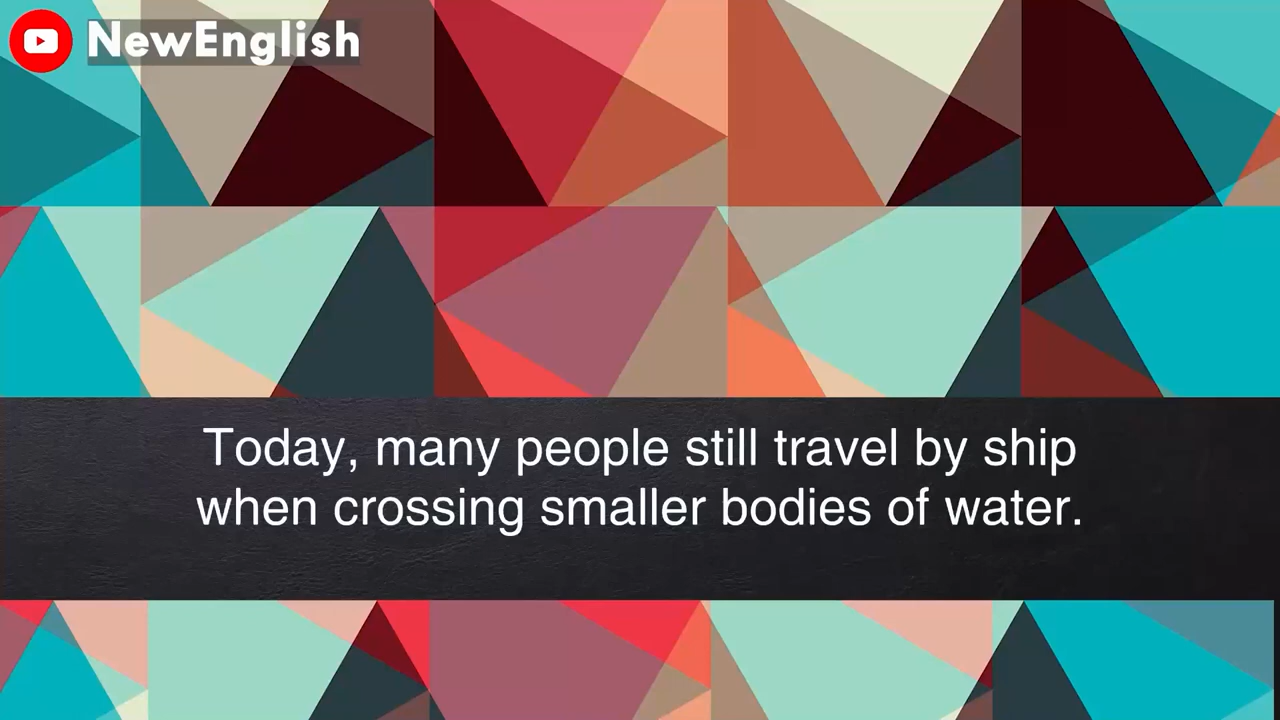 NewEnglish
Today, many people still travel by ship
when crossing smaller bodies of water.